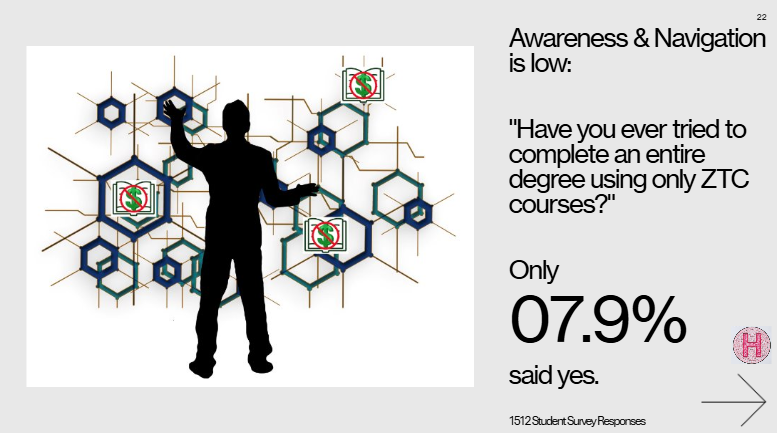 22
Awareness & Navigation
is low:
"Have you ever tried to
complete an entire
degree using only ZTC
courses?"
Only
07.9%
said yes.
H
1512 Student Survey Responses